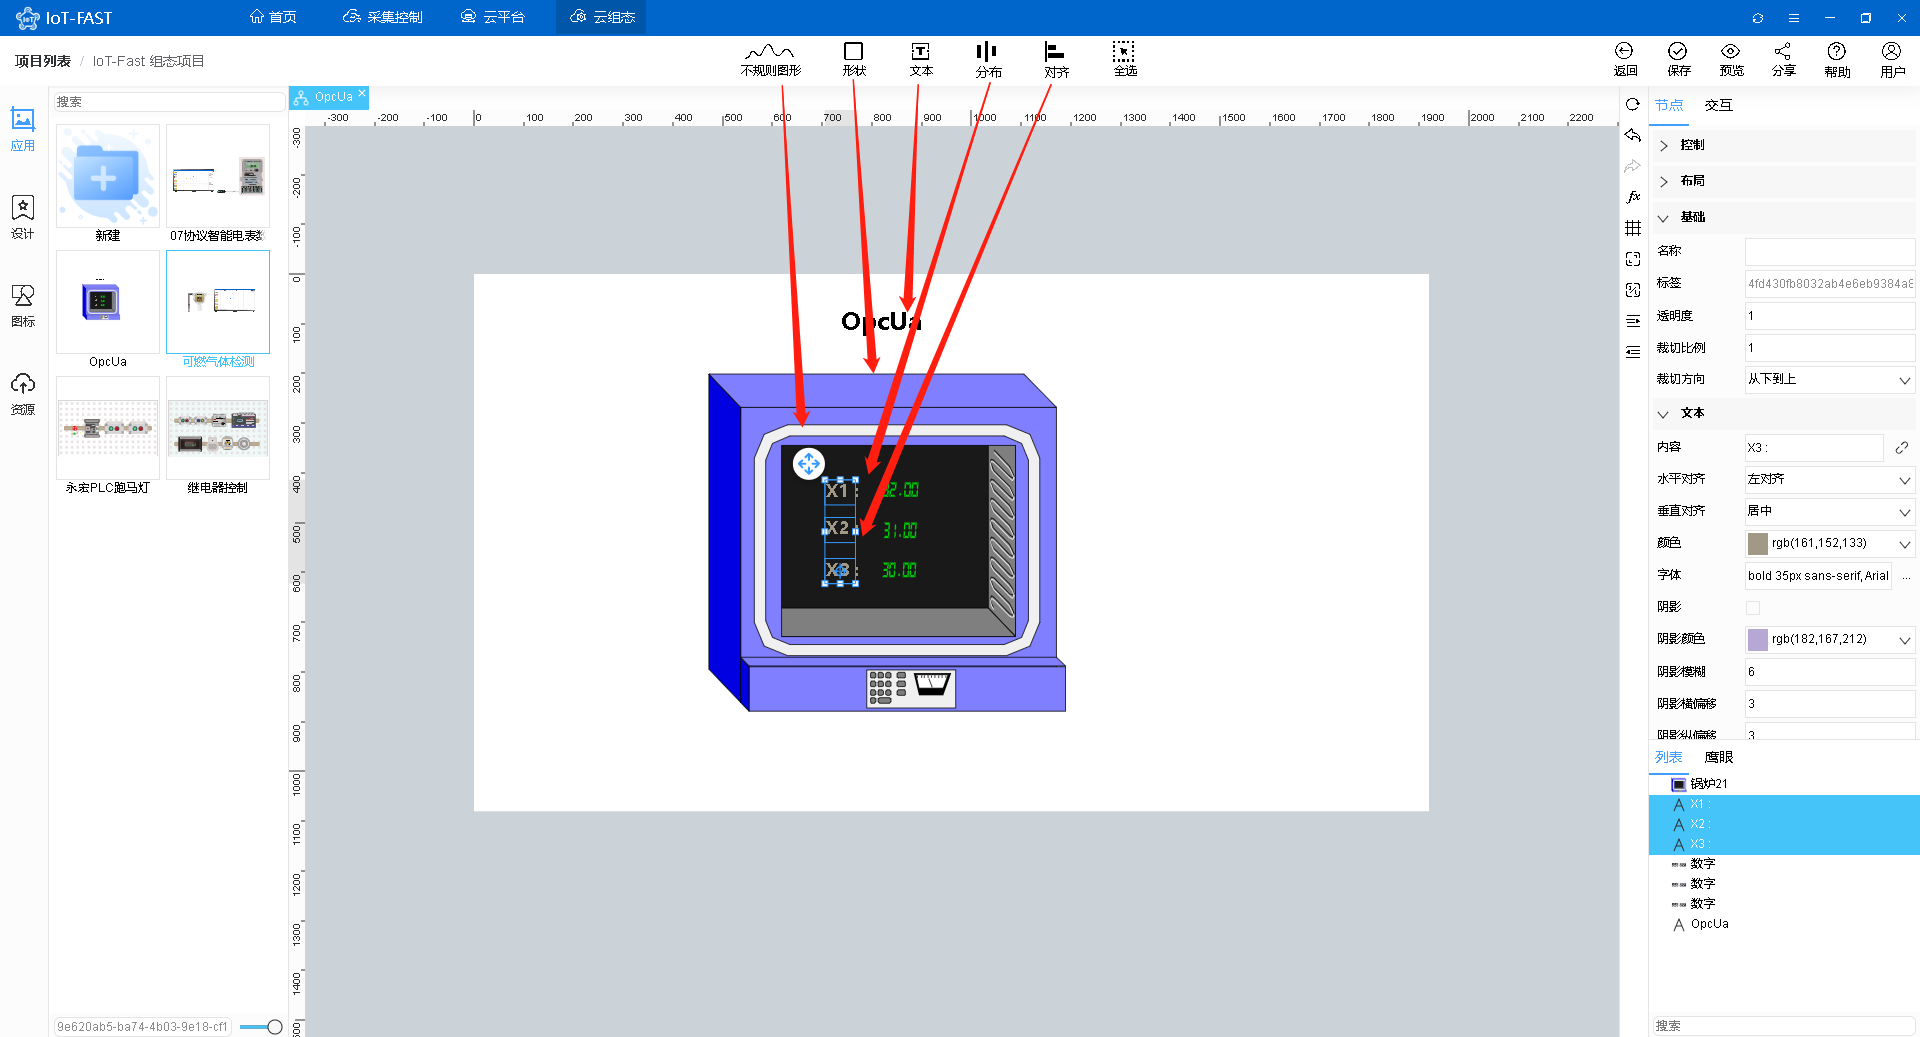 IoT-FAST
首页
采集控制
云平台
云组态
项目列表 / IoT-Fast 组态项目
不规则图形
形状
文本
分布
对齐
全选
返回
保存
预览
分享
帮助
用户
应用
设计
图标
资源
搜索
新建
07协议智能电表数
OpcUa
可燃气体检测
永宏PLC跑马灯
继电器控制
9e620ab5-ba74-4b03-9e18-cf1
OpcUa
-300 -200 -100 0 100 200 300 400 500 600 700 800 900 1000 1100 1200 1300 1400 1500 1600 1700 1800 1900 2000 2100 2200
-300
-200
-100
0
100
200
300
400
500
600
700
800
900
1000
1100
1200
1300
1400
OpcUa
X1 : 32.00
X2 31.00
X3 : 30.00
fx
节点 交互
控制
布局
基础
名称
标签 4fd430fb8032ab4e6eb9384a8
透明度 1
裁切比例 1
裁切方向 从下到上
文本
内容 X3 :
水平对齐 左对齐
垂直对齐 居中
颜色 rgb(161,152,133)
字体 bold 35px sans-serif, Arial ...
阴影
阴影颜色 rgb(182,167,212)
阴影模糊 6
阴影横偏移 3
阴影纵偏移 3
列表 鹰眼
锅炉21
X1 :
X2 :
X3 :
数字
数字
数字
OpcUa
搜索